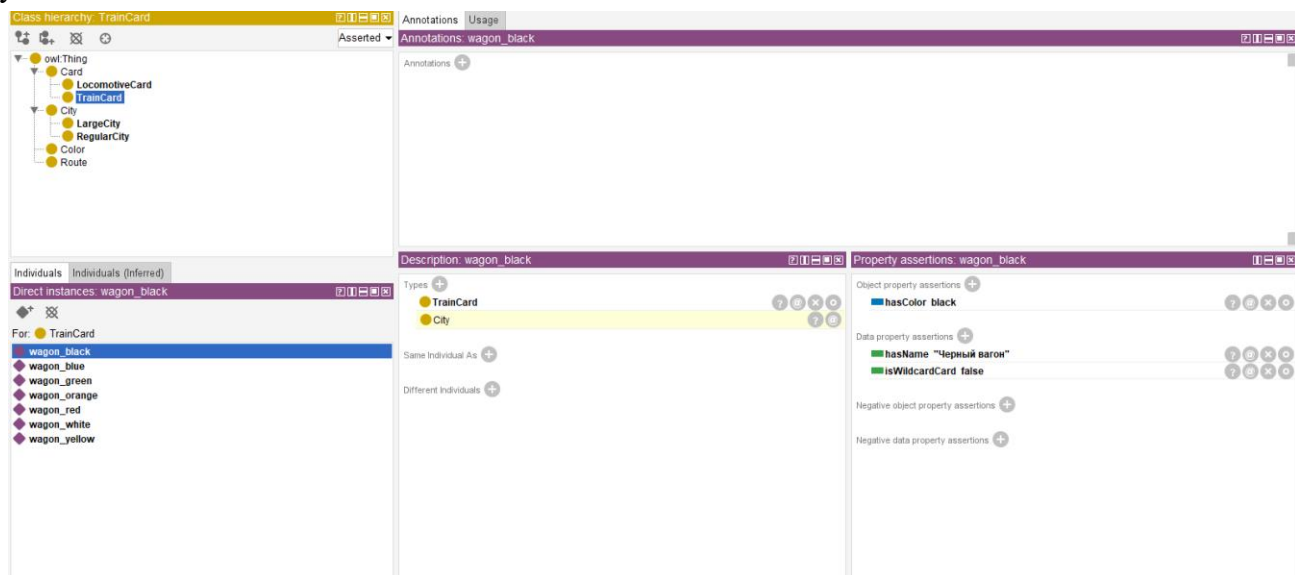 Class hierarchy: TrainCard
Asserted
owl:Thing
Card
LocomotiveCard
TrainCard
City
LargeCity
RegularCity
Color
Route
Individuals Individuals (Inferred)
Direct instances: wagon_black
For: TrainCard
wagon_black
wagon_blue
wagon_green
wagon_orange
wagon_red
wagon_white
wagon_yellow
Annotations Usage
Annotations: wagon_black
Annotations
Description: wagon_black
Types
TrainCard
City
Same Individual As
Different Individuals
Property assertions: wagon_black
Object property assertions
hasColor black
Data property assertions
hasName "Черный вагон"
isWildcardCard false
Negative object property assertions
Negative data property assertions